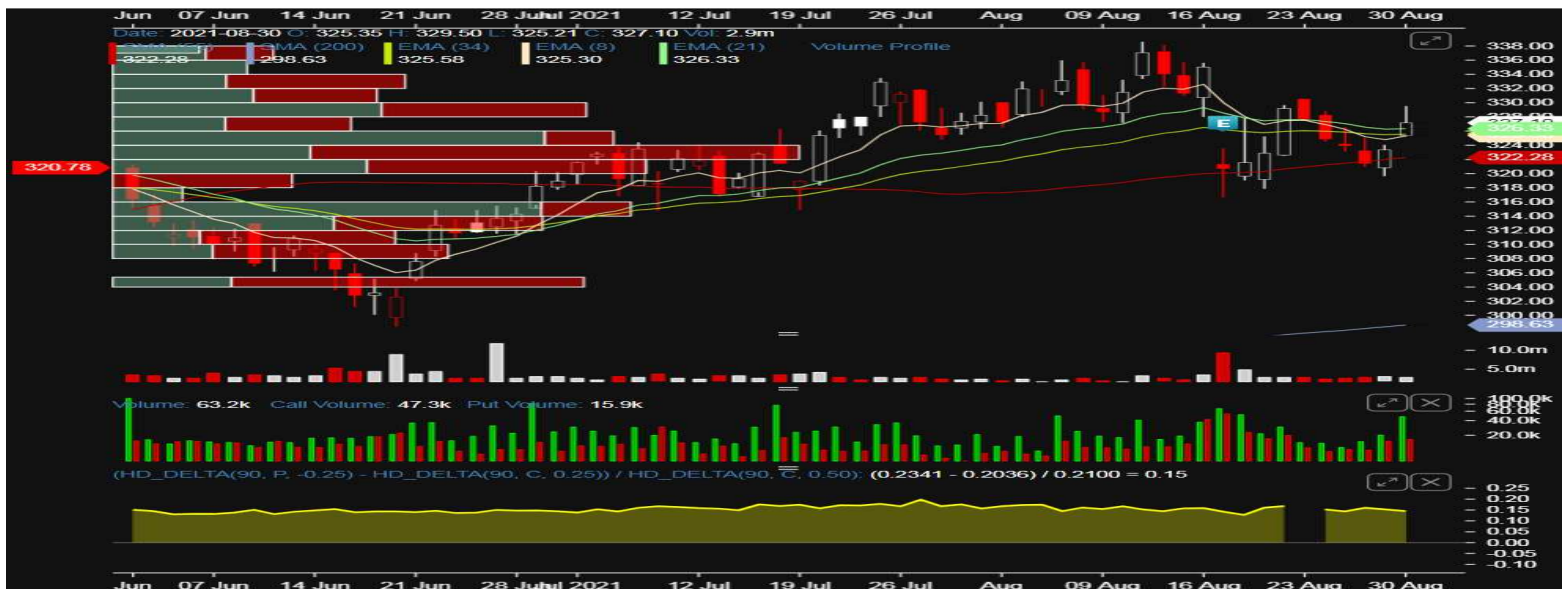 Jun 07 Jun 14 Jun 21 Jun 28 Jun Jul 2021 12 Jul 19 Jul 26 Jul Aug 09 Aug 16 Aug 23 Aug 30 Aug
Date: 2021-08-30 O: 325.35 H: 329.50 L: 325.21 C: 327.10 Vol: 2.9m
SMA (200) EMA (34) EMA (8) EMA (21) Volume Profile
322.28 298.63 325.58 325.30 326.33
338.00
336.00
334.00
332.00
330.00
E
326.33
324.00
322.28
320.78
320.00
318.00
316.00
314.00
312.00
310.00
308.00
306.00
304.00
302.00
300.00
298.63
10.0m
5.0m
Volume: 63.2k Call Volume: 47.3k Put Volume: 15.9k
100.0k
80.0k
60.0k
40.0k
20.0k
(HD_DELTA(90, P, -0.25) - HD_DELTA(90, C, 0.25)) / HD_DELTA(90, C, 0.50): (0.2341 - 0.2036) / 0.2100 = 0.15
0.25
0.20
0.15
0.10
0.05
0.00
-0.05
-0.10
Jun 07 Jun 14 Jun 21 Jun 28 Jun Jul 2021 12 Jul 19 Jul 26 Jul Aug 09 Aug 16 Aug 23 Aug 30 Aug